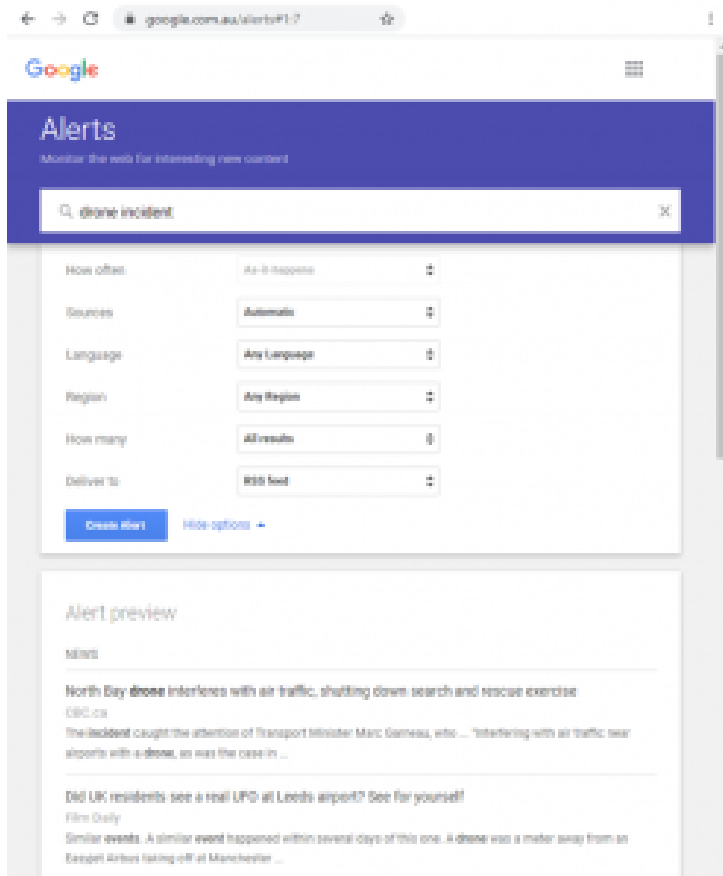 google.com.au/alerts#1:7
Google
Alerts
Monitor the web for interesting new content
drone incident
How often As-it-happens
Sources Automatic
Language Any Language
Region Any Region
How many All results
Deliver to RSS feed
Create Alert Hide options
Alert preview
NEWS
North Bay drone interferes with air traffic, shutting down search and rescue exercise
CBC.ca
The incident caught the attention of Transport Minister Marc Garneau, who ... "Interfering with air traffic near
airports with a drone, as was the case in ...
Did UK residents see a real UFO at Leeds airport? See for yourself
Film Daily
Similar events. A similar event happened within several days of this one. A drone was a meter away from an
Easyjet Airbus taking off at Manchester ...